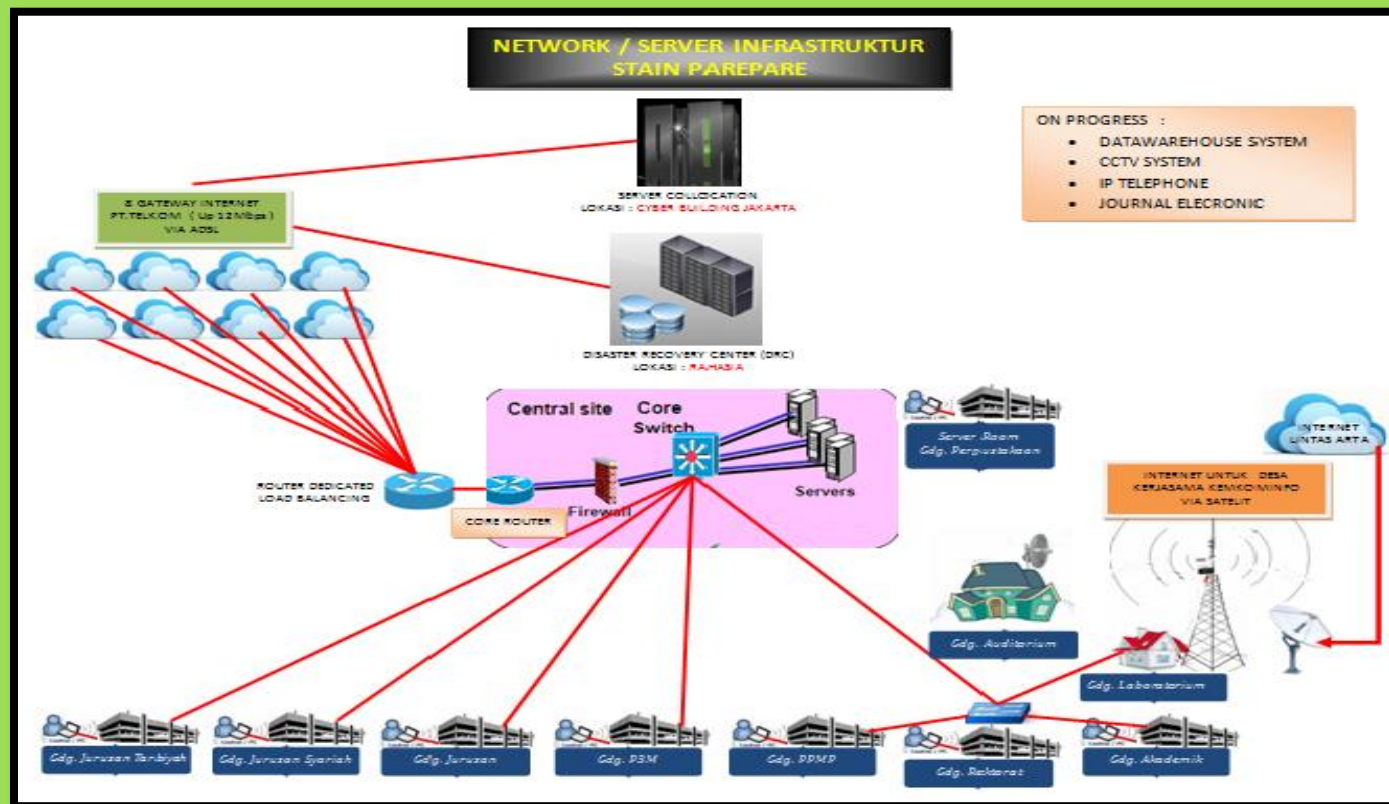 NETWORK / SERVER INFRASTRUKTUR
STAIN PAREPARE
SERVER COLLOCATION
LOKASI : CYBER BUILDING JAKARTA
ON PROGRESS :
• DATAWAREHOUSE SYSTEM
• CCTV SYSTEM
• IP TELEPHONE
• JOURNAL ELECRONIC
8 GATEWAY INTERNET
PT.TELKOM ( Up 12Mbps )
VIA ADSL
DISASTER RECOVERY CENTER (DRC)
LOKASI : RAHASIA
Central site
Core
Switch
Servers
Firewall
CORE ROUTER
ROUTER DEDICATED
LOAD BALANCING
Server Room
Gdg. Perpustakaan
INTERNET
LINTAS ARTA
INTERNET UNTUK DESA
KERJASAMA KEMKOMINFO
VIA SATELIT
Gdg. Auditorium
Gdg. Laboratorium
Gdg. Jurusan Tarbiyah
Gdg. Jurusan Syariah
Gdg. Jurusan
Gdg. P3M
Gdg. PPMP
Gdg. Rektorat
Gdg. Akademik